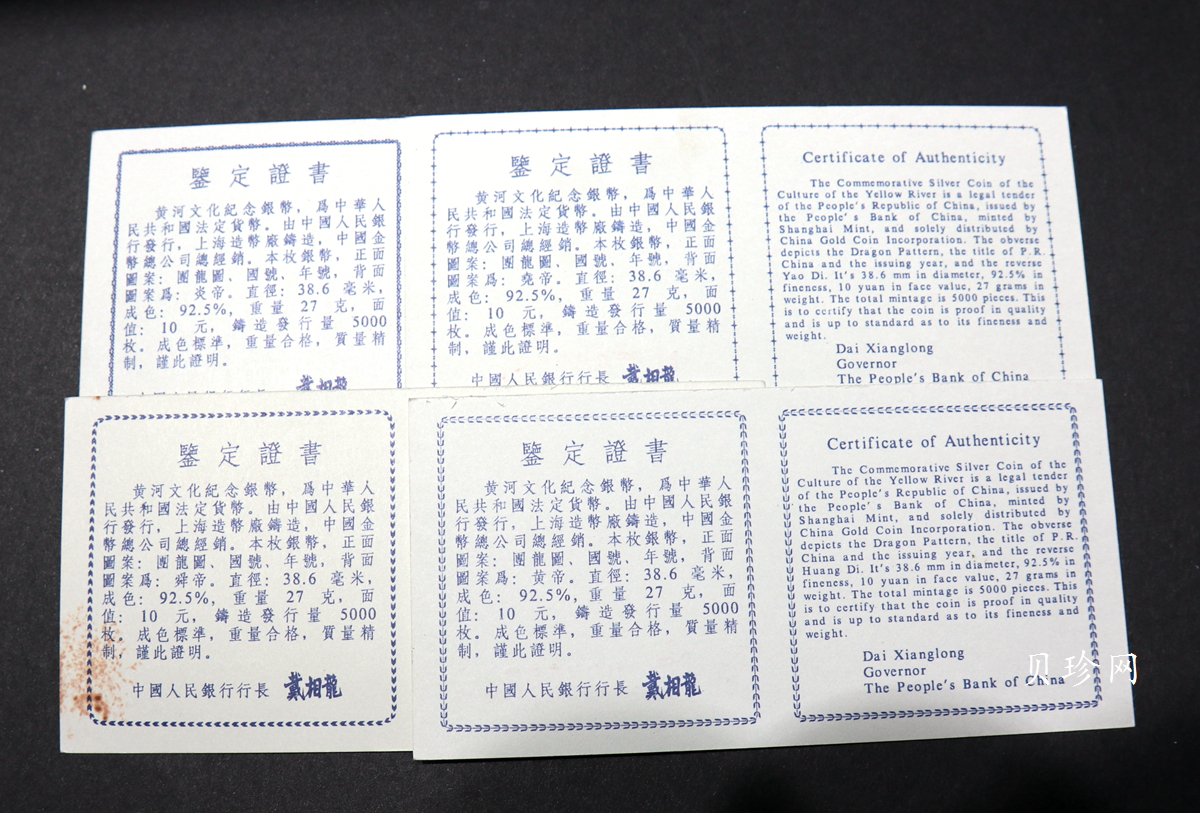 鑒定證書
黄河文化紀念銀幣，爲中華人
民共和國法定貨幣。由中國人民銀
行發行，上海造幣廠鑄造，中國金
幣總公司總經銷。本枚銀幣，正面
圖案：團龍圖、國號、年號，背面
圖案爲：炎帝。直徑：38.6 毫米，
成色：92.5%，重量 27 克，面
值：10 元，鑄造發行量 5000
枚。成色標準，重量合格，質量精
制，謹此證明。
中國人民銀行行長 戴相龍
鑒定證書
黄河文化紀念銀幣，爲中華人
民共和國法定貨幣。由中國人民銀
行發行，上海造幣廠鑄造，中國金
幣總公司總經銷。本枚銀幣，正面
圖案：團龍圖、國號、年號，背面
圖案爲：堯帝。直徑：38.6 毫米，
成色：92.5%，重量 27 克，面
值：10 元，鑄造發行量 5000
枚。成色標準，重量合格，質量精
制，謹此證明。
中國人民銀行行長 戴相龍
Certificate of Authenticity
The Commemorative Silver Coin of the
Culture of the Yellow River is a legal tender
of the People's Republic of China, issued by
the People's Bank of China, minted by
Shanghai Mint, and solely distributed by
China Gold Coin Incorporation. The obverse
depicts the Dragon Pattern, the title of P.R.
China and the issuing year, and the reverse
Yao Di. It's 38.6 mm in diameter, 92.5% in
fineness, 10 yuan in face value, 27 grams in
weight. The total mintage is 5000 pieces. This
is to certify that the coin is proof in quality
and is up to standard as to its fineness and
weight.
Dai Xianglong
Governor
The People's Bank of China
鑒定證書
黄河文化紀念銀幣，爲中華人
民共和國法定貨幣。由中國人民銀
行發行，上海造幣廠鑄造，中國金
幣總公司總經銷。本枚銀幣，正面
圖案：團龍圖、國號、年號，背面
圖案爲：舜帝。直徑：38.6 毫米，
成色：92.5%，重量 27 克，面
值：10 元，鑄造發行量 5000
枚。成色標準，重量合格，質量精
制，謹此證明。
中國人民銀行行長 戴相龍
鑒定證書
黄河文化紀念銀幣，爲中華人
民共和國法定貨幣。由中國人民銀
行發行，上海造幣廠鑄造，中國金
幣總公司總經銷。本枚銀幣，正面
圖案：團龍圖、國號、年號，背面
圖案爲：黄帝。直徑：38.6 毫米，
成色：92.5%，重量 27 克，面
值：10 元，鑄造發行量 5000
枚。成色標準，重量合格，質量精
制，謹此證明。
中國人民銀行行長 戴相龍
Certificate of Authenticity
The Commemorative Silver Coin of the
Culture of the Yellow River is a legal tender
of the People's Republic of China, issued by
the People's Bank of China, minted by
Shanghai Mint, and solely distributed by
China Gold Coin Incorporation. The obverse
depicts the Dragon Pattern, the title of P.R.
China and the issuing year, and the reverse
Huang Di. It's 38.6 mm in diameter, 92.5% in
fineness, 10 yuan in face value, 27 grams in
weight. The total mintage is 5000 pieces. This
is to certify that the coin is proof in quality
and is up to standard as to its fineness and
weight.
Dai Xianglong
Governor
The People's Bank of China
贝珍网